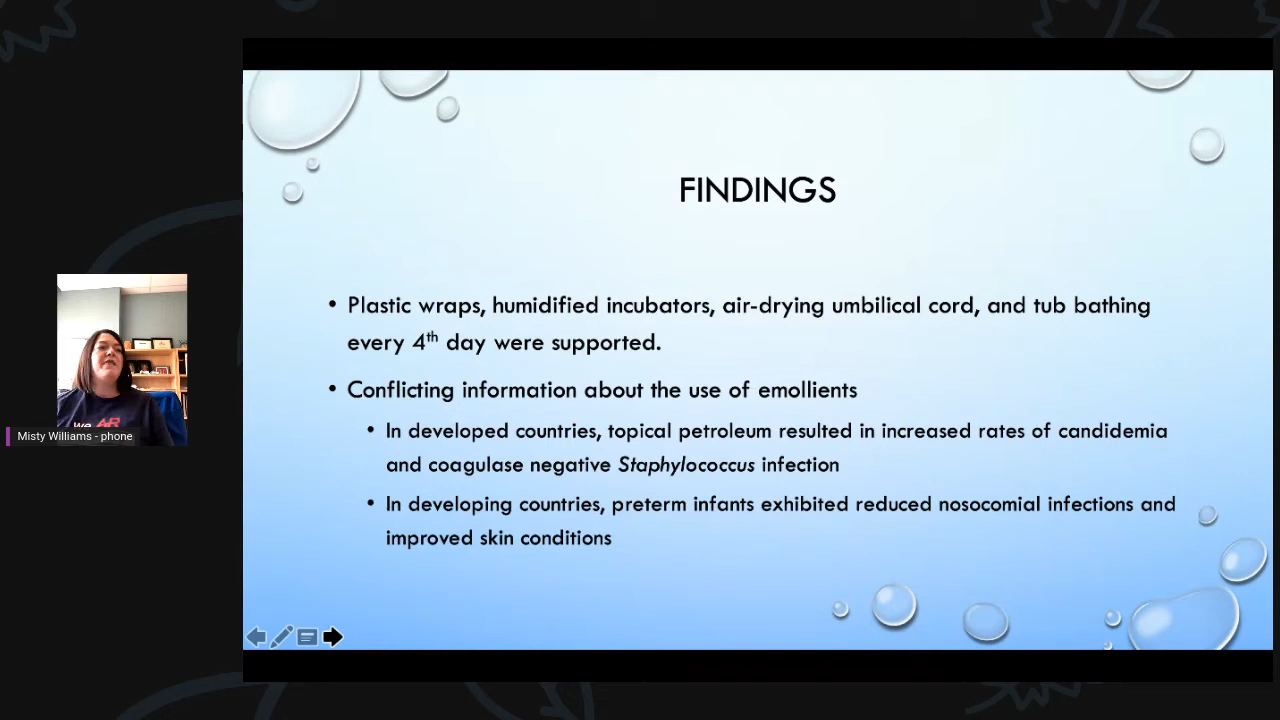 FINDINGS
• Plastic wraps, humidified incubators, air-drying umbilical cord, and tub bathing
every 4th day were supported.
• Conflicting information about the use of emollients
• In developed countries, topical petroleum resulted in increased rates of candidemia
and coagulase negative Staphylococcus infection
• In developing countries, preterm infants exhibited reduced nosocomial infections and
improved skin conditions
we AR
Misty Williams - phone